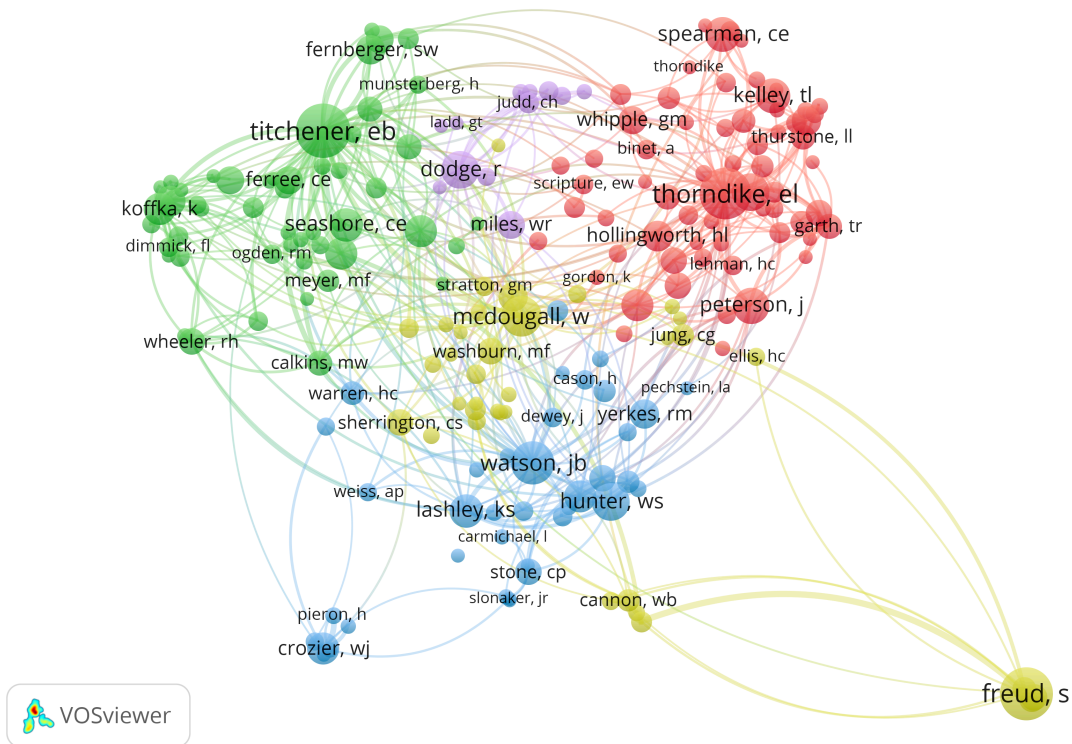 spearman, ce
fernberger, sw
thorndike
munsterberg, h
kelley, tl
judd, ch
whipple, gm
ladd, gt
titchener, eb
thurstone, ll
binet, a
dodge, r
ferree, ce
scripture, ew
thorndike, el
koffka, k
seashore, ce
miles, wr
garth, tr
hollingworth, hl
dimmick, fl
ogden, rm
lehman, hc
meyer, mf
stratton, gm
gordon, k
peterson, j
mcdougall, w
jung, cg
wheeler, rh
washburn, mf
ellis, hc
calkins, mw
cason, h
pechstein, la
warren, hc
dewey, j
yerkes, rm
sherrington, cs
watson, jb
weiss, ap
hunter, ws
lashley, ks
carmichael, l
stone, cp
slonaker, jr
cannon, wb
pieron, h
crozier, wj
freud, s
VOSviewer